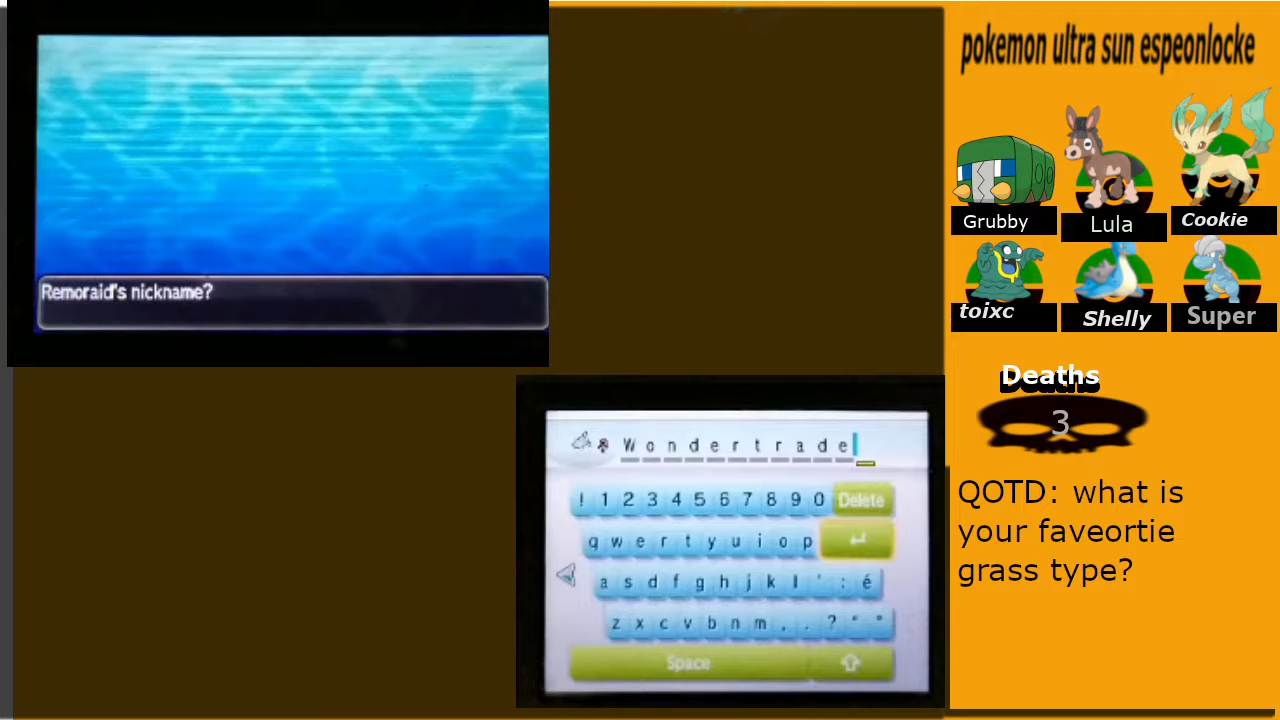 pokemon ultra sun espeonlocke
Remoraid's nickname?
Grubby
Lula
Cookie
toixc
Shelly
Super
Deaths
3
Wondertrade
! 1 2 3 4 5 6 7 8 9 0 Delete
q w e r t y u i o p
a s d f g h j k l ' : é
z x c v b n m , . ? " "
Space
QOTD: what is
your faveortie
grass type?